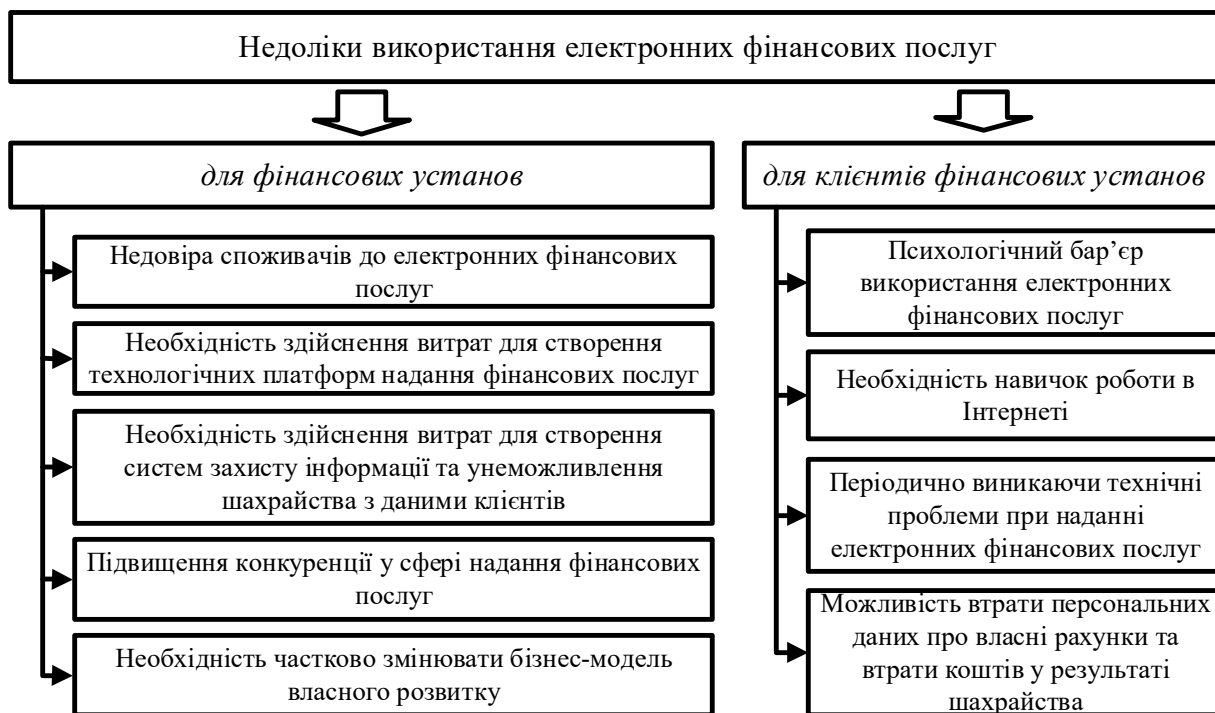 Недоліки використання електронних фінансових послуг
для фінансових установ
Недовіра споживачів до електронних фінансових
послуг
Необхідність здійснення витрат для створення
технологічних платформ надання фінансових послуг
Необхідність здійснення витрат для створення
систем захисту інформації та унеможливлення
шахрайства з даними клієнтів
Підвищення конкуренції у сфері надання фінансових
послуг
Необхідність частково змінювати бізнес-модель
власного розвитку
для клієнтів фінансових установ
Психологічний бар’єр
використання електронних
фінансових послуг
Необхідність навичок роботи в
Інтернеті
Періодично виникаючи технічні
проблеми при наданні
електронних фінансових послуг
Можливість втрати персональних
даних про власні рахунки та
втрати коштів у результаті
шахрайства